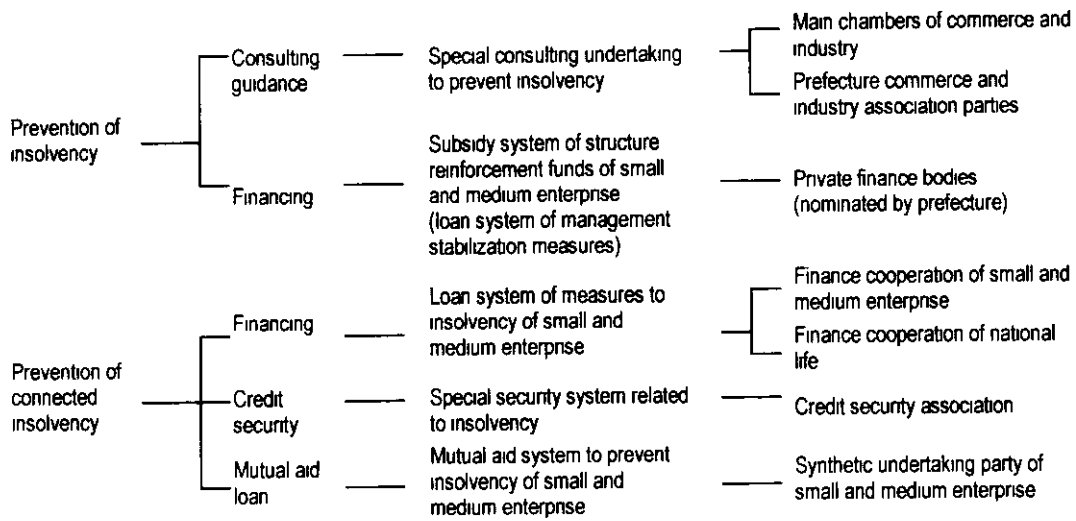 Prevention of
insolvency
Consulting
guidance
Special consulting undertaking
to prevent insolvency
Main chambers of commerce and
industry
Prefecture commerce and
industry association parties
Financing
Subsidy system of structure
reinforcement funds of small
and medium enterprise
(loan system of management
stabilization measures)
Private finance bodies
(nominated by prefecture)
Prevention of
connected
insolvency
Financing
Loan system of measures to
insolvency of small and
medium enterprise
Finance cooperation of small and
medium enterprise
Finance cooperation of national
life
Credit
security
Special security system related
to insolvency
Credit security association
Mutual aid
loan
Mutual aid system to prevent
insolvency of small and
medium enterprise
Synthetic undertaking party of
small and medium enterprise